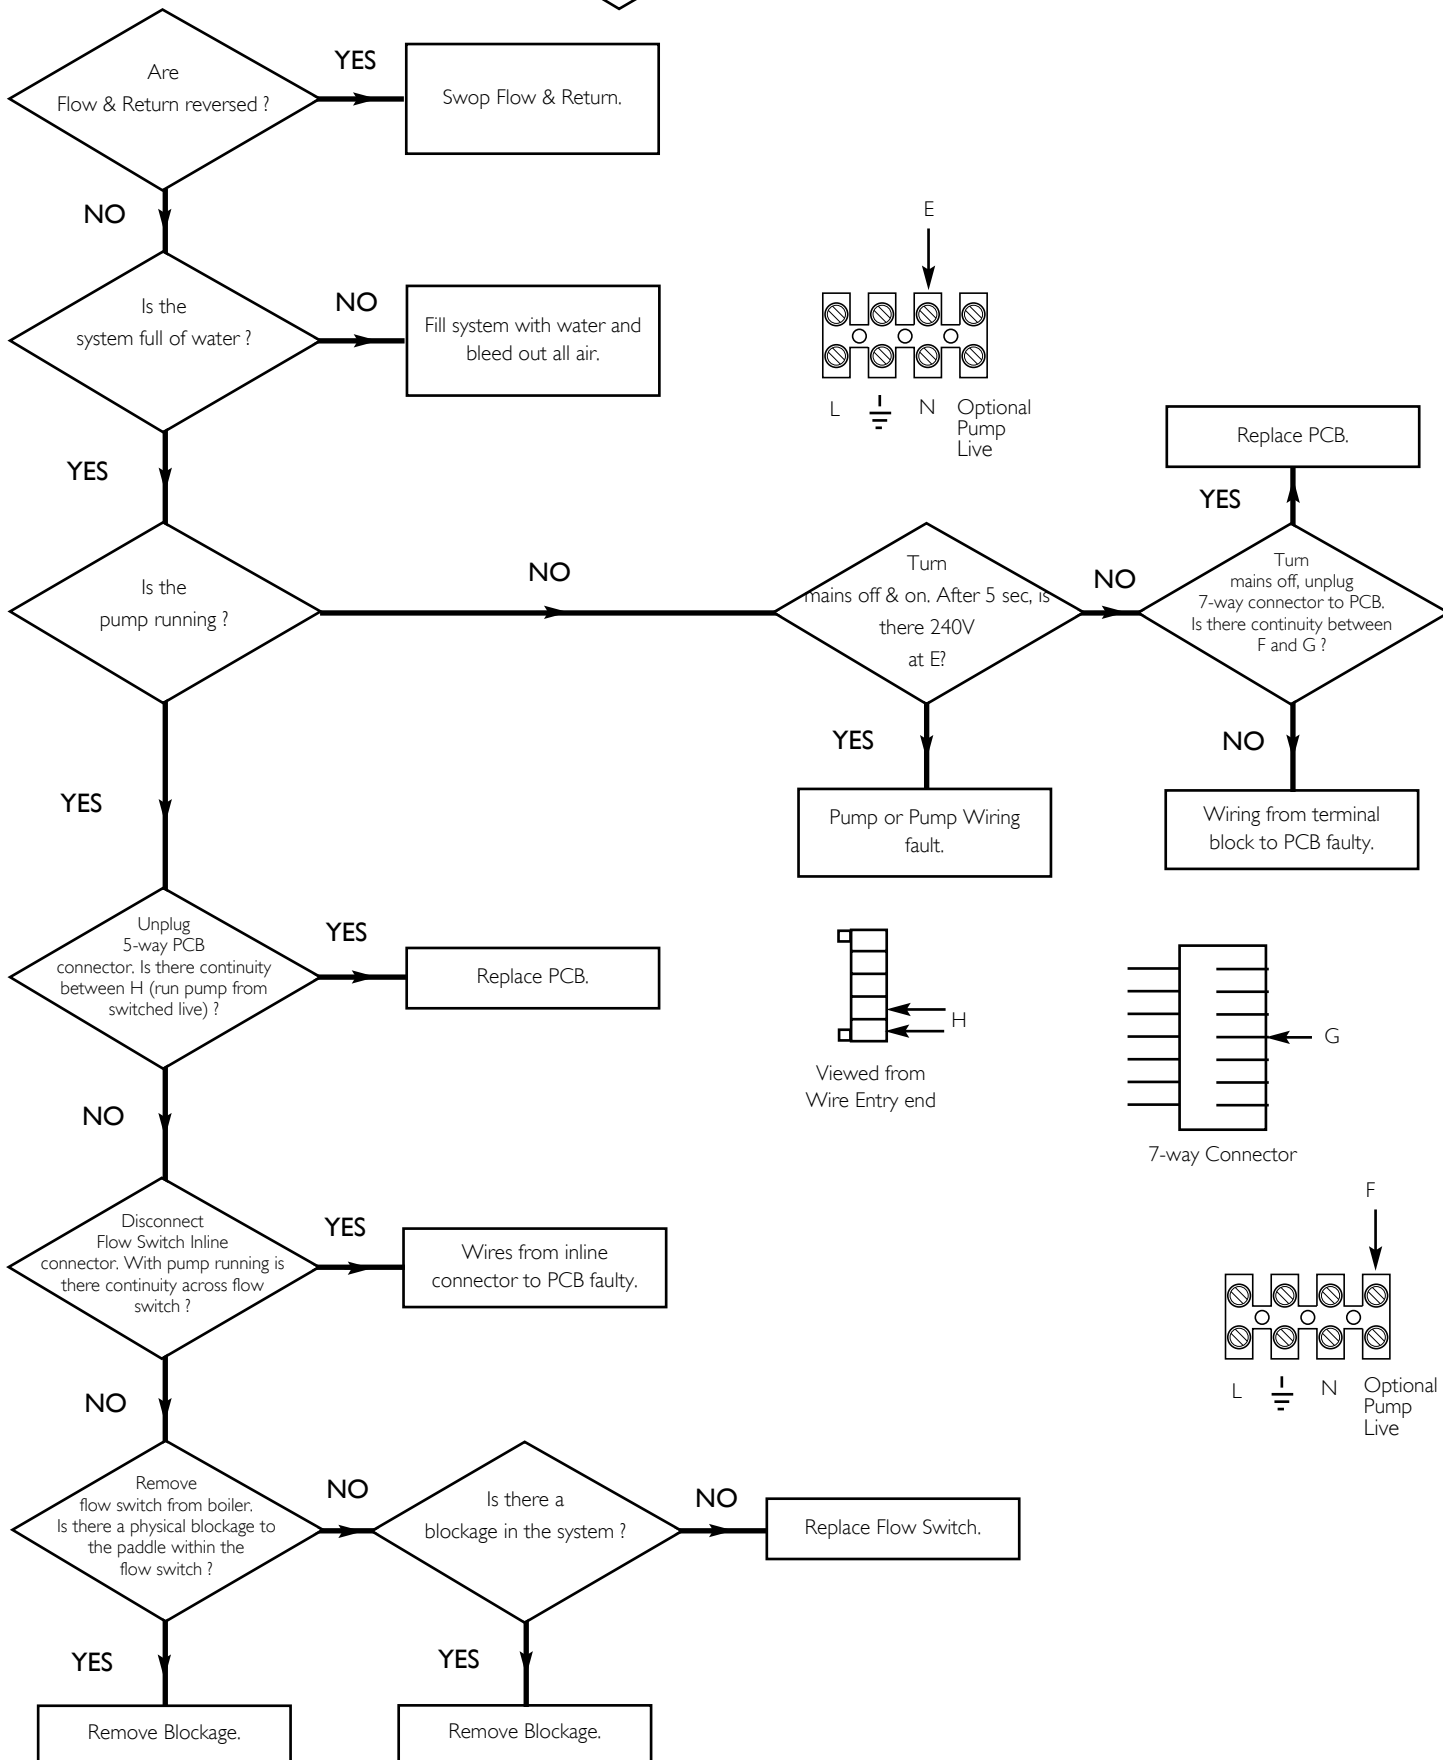 Are
Flow & Return reversed ?
YES
Swop Flow & Return.
NO
Is the
system full of water ?
NO
Fill system with water and
bleed out all air.
E
L
N
Optional
Pump
Live
YES
Replace PCB.
YES
Is the
pump running ?
NO
Turn
mains off & on. After 5 sec, is
there 240V
at E?
NO
Turn
mains off, unplug
7-way connector to PCB.
Is there continuity between
F and G ?
YES
Pump or Pump Wiring
fault.
NO
Wiring from terminal
block to PCB faulty.
YES
Unplug
5-way PCB
connector. Is there continuity
between H (run pump from
switched live) ?
YES
Replace PCB.
H
Viewed from
Wire Entry end
G
7-way Connector
NO
Disconnect
Flow Switch Inline
connector. With pump running is
there continuity across flow
switch ?
YES
Wires from inline
connector to PCB faulty.
F
L
N
Optional
Pump
Live
NO
Remove
flow switch from boiler.
Is there a physical blockage to
the paddle within the
flow switch ?
NO
Is there a
blockage in the system ?
NO
Replace Flow Switch.
YES
Remove Blockage.
YES
Remove Blockage.